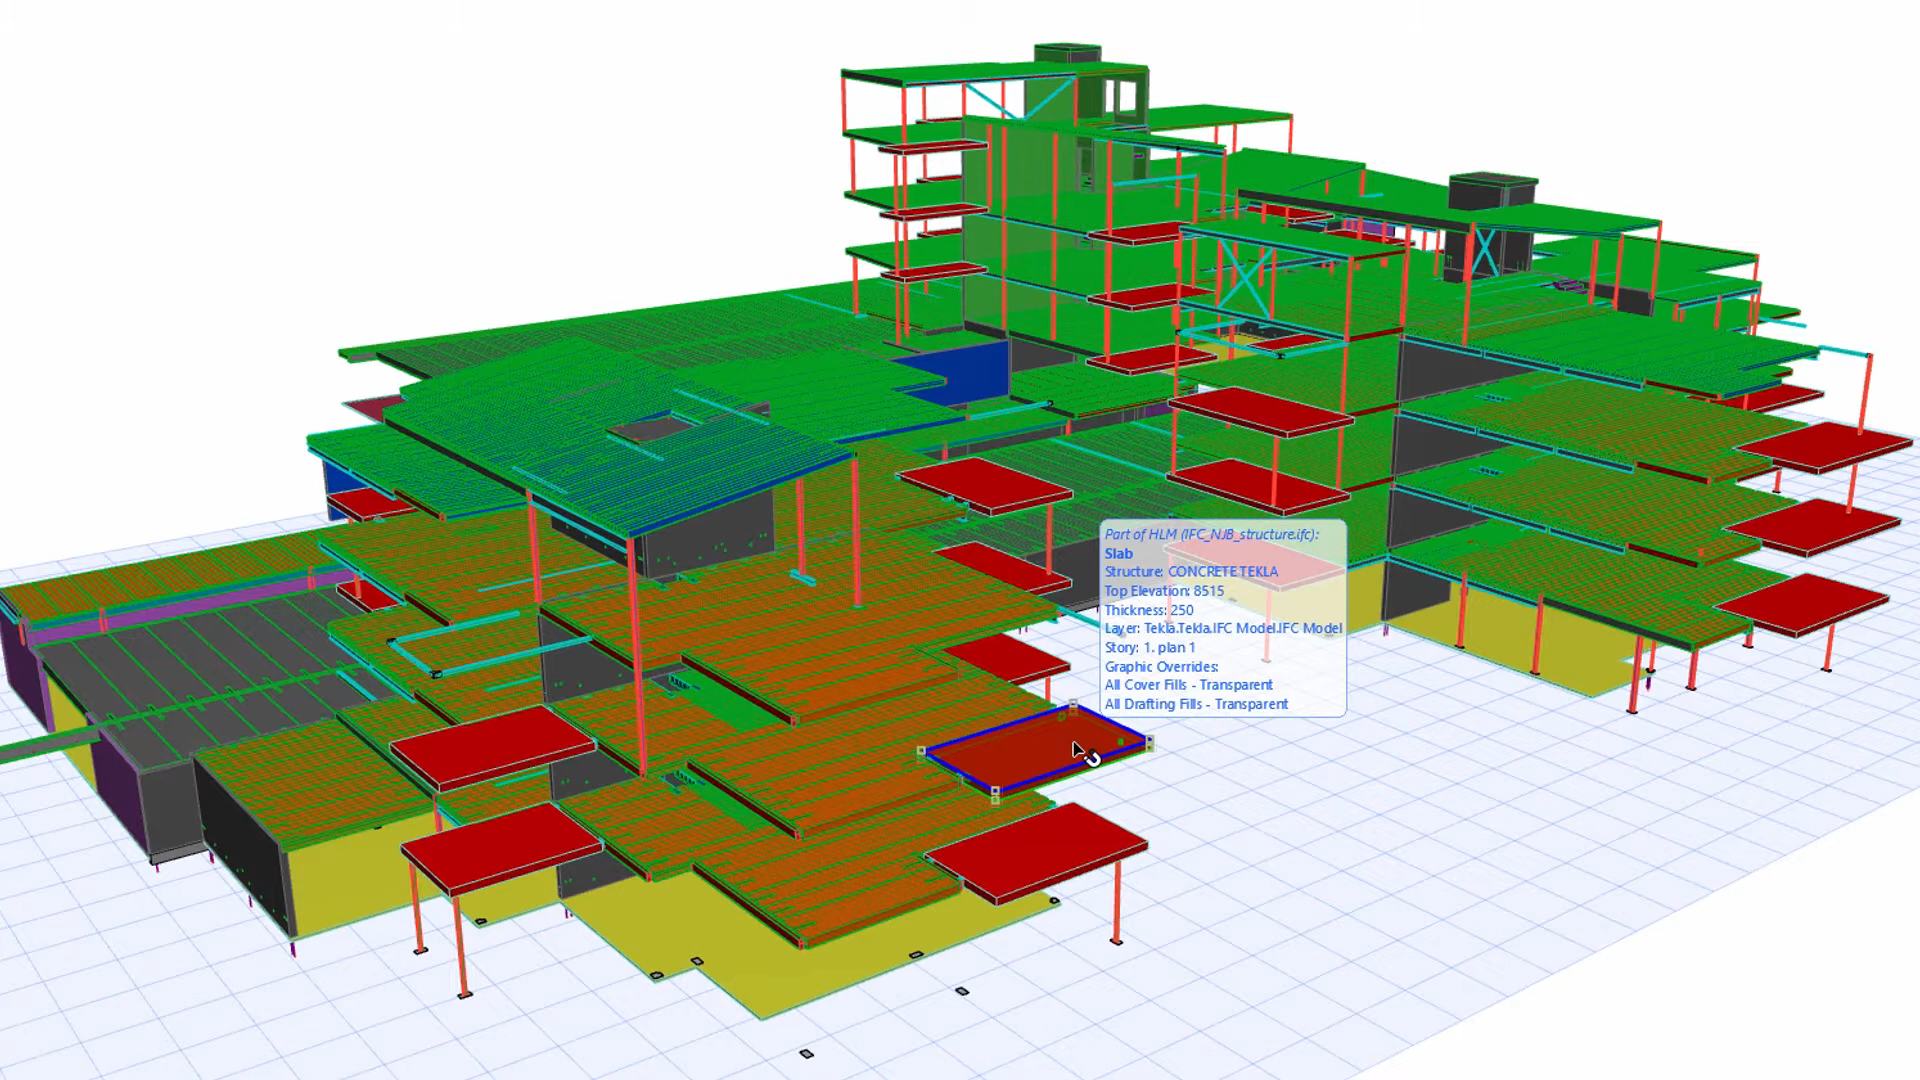 Part of HLM (IFC_NJB_structure.ifc):
Slab
Structure: CONCRETE TEKLA
Top Elevation: 8515
Thickness: 250
Layer: Tekla.Tekla.IFC Model.IFC Model
Story: 1. plan 1
Graphic Overrides:
All Cover Fills - Transparent
All Drafting Fills - Transparent